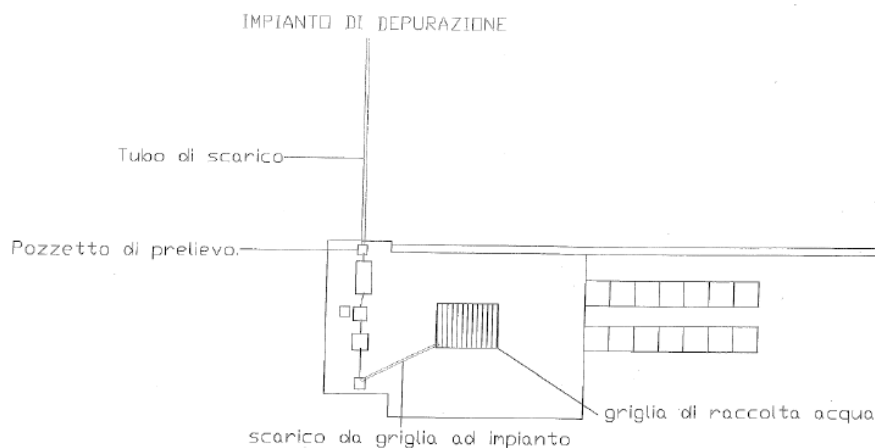 IMPIANTO DI DEPURAZIONE
Tubo di scarico
Pozzetto di prelievo.
griglia di raccolta acqua
scarico da griglia ad impianto